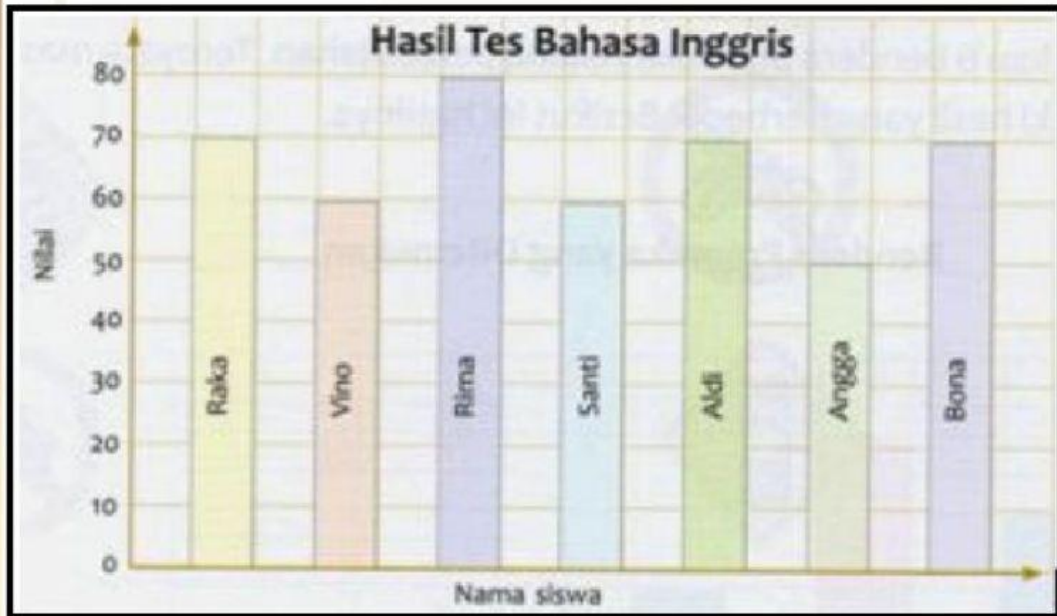 Hasil Tes Bahasa Inggris
80
70
60
50
40
30
20
10
0
Nilai
Raka
Vino
Rima
Santi
Aldi
Angga
Bona
Nama siswa